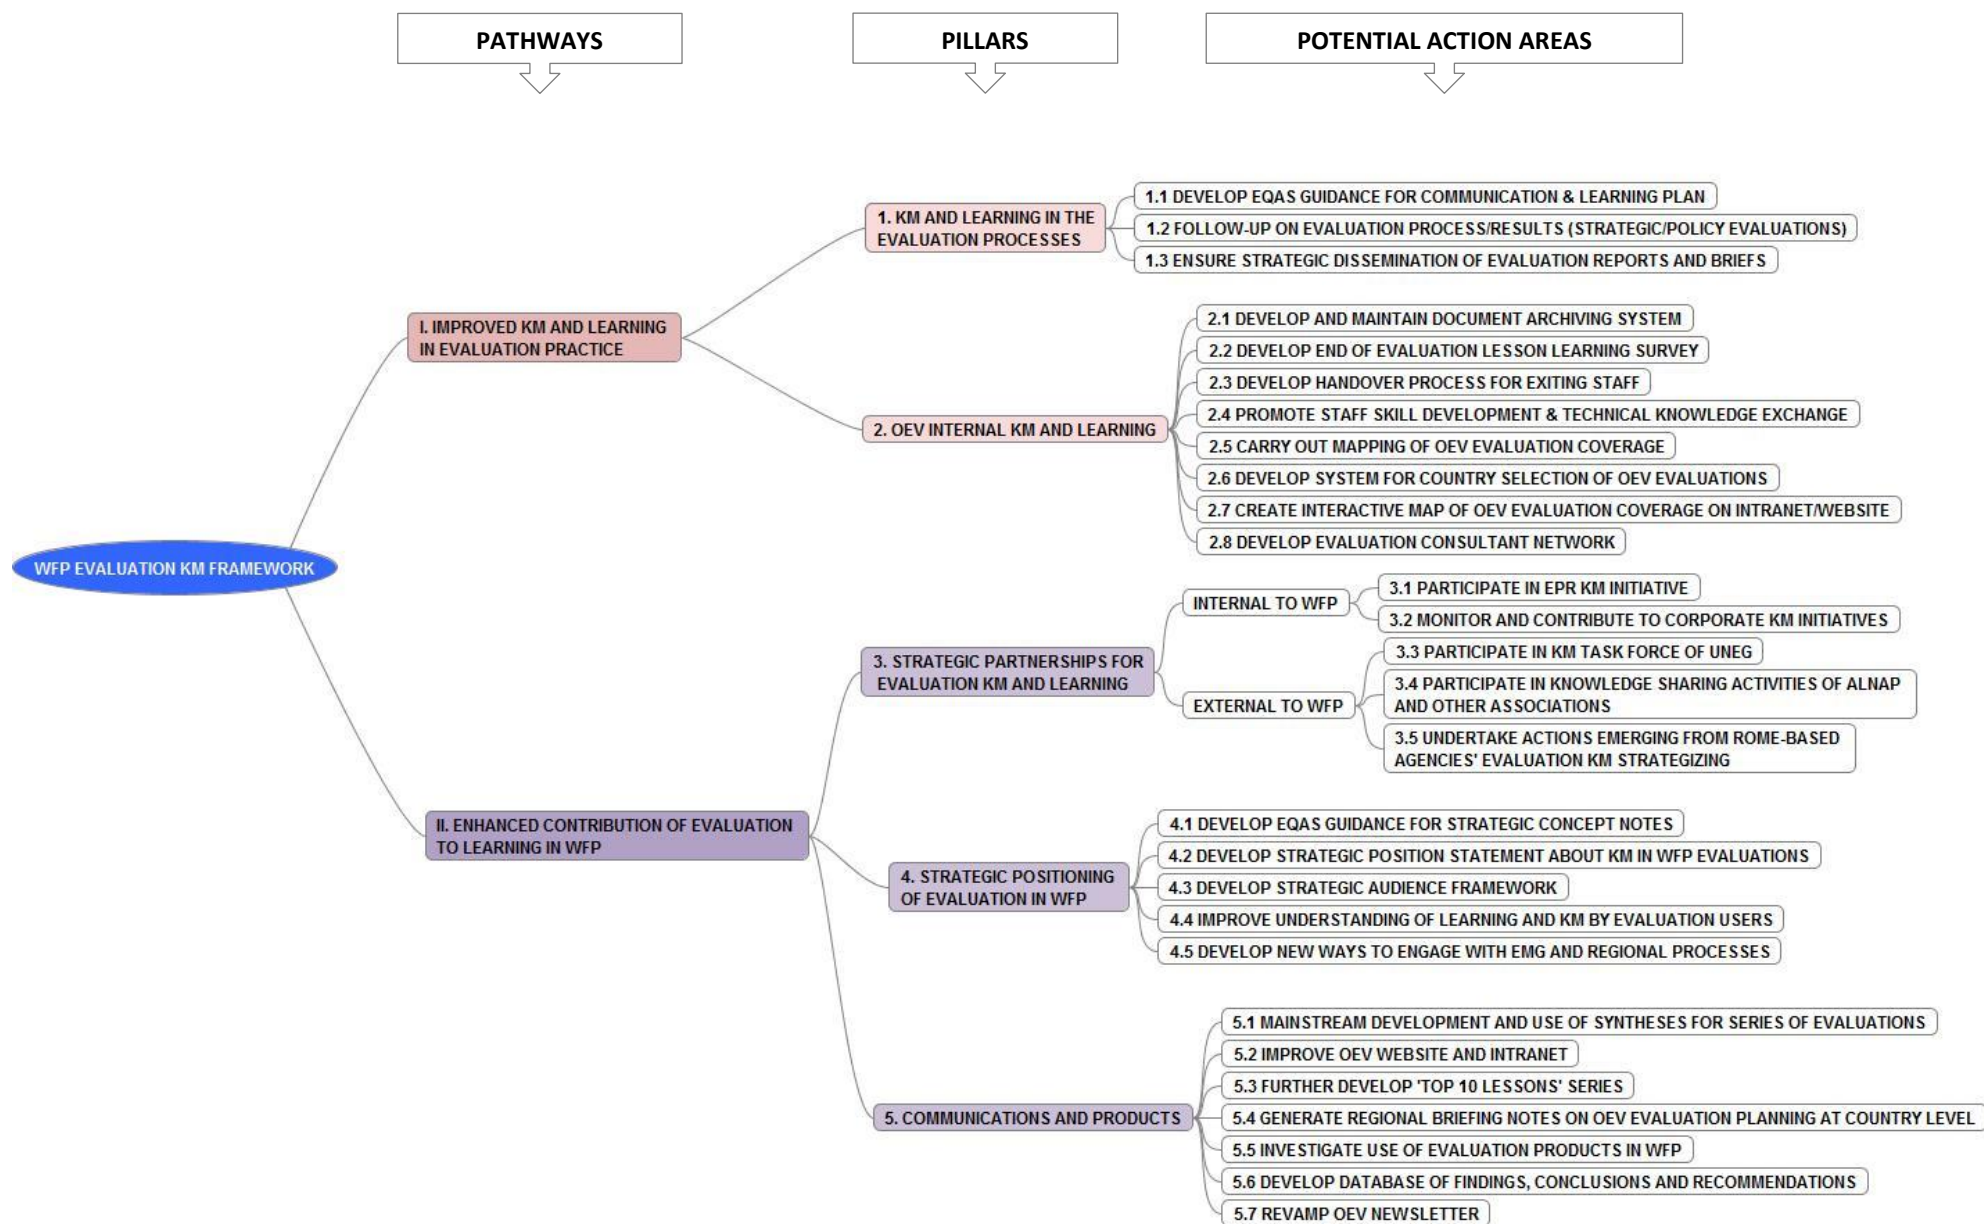 PATHWAYS
PILLARS
POTENTIAL ACTION AREAS
WFP EVALUATION KM FRAMEWORK
I. IMPROVED KM AND LEARNING
IN EVALUATION PRACTICE
1. KM AND LEARNING IN THE
EVALUATION PROCESSES
1.1 DEVELOP EQAS GUIDANCE FOR COMMUNICATION & LEARNING PLAN
1.2 FOLLOW-UP ON EVALUATION PROCESS/RESULTS (STRATEGIC/POLICY EVALUATIONS)
1.3 ENSURE STRATEGIC DISSEMINATION OF EVALUATION REPORTS AND BRIEFS
2. OEV INTERNAL KM AND LEARNING
2.1 DEVELOP AND MAINTAIN DOCUMENT ARCHIVING SYSTEM
2.2 DEVELOP END OF EVALUATION LESSON LEARNING SURVEY
2.3 DEVELOP HANDOVER PROCESS FOR EXITING STAFF
2.4 PROMOTE STAFF SKILL DEVELOPMENT & TECHNICAL KNOWLEDGE EXCHANGE
2.5 CARRY OUT MAPPING OF OEV EVALUATION COVERAGE
2.6 DEVELOP SYSTEM FOR COUNTRY SELECTION OF OEV EVALUATIONS
2.7 CREATE INTERACTIVE MAP OF OEV EVALUATION COVERAGE ON INTRANET/WEBSITE
2.8 DEVELOP EVALUATION CONSULTANT NETWORK
II. ENHANCED CONTRIBUTION OF EVALUATION
TO LEARNING IN WFP
3. STRATEGIC PARTNERSHIPS FOR
EVALUATION KM AND LEARNING
INTERNAL TO WFP
3.1 PARTICIPATE IN EPR KM INITIATIVE
3.2 MONITOR AND CONTRIBUTE TO CORPORATE KM INITIATIVES
EXTERNAL TO WFP
3.3 PARTICIPATE IN KM TASK FORCE OF UNEG
3.4 PARTICIPATE IN KNOWLEDGE SHARING ACTIVITIES OF ALNAP
AND OTHER ASSOCIATIONS
3.5 UNDERTAKE ACTIONS EMERGING FROM ROME-BASED
AGENCIES' EVALUATION KM STRATEGIZING
4. STRATEGIC POSITIONING
OF EVALUATION IN WFP
4.1 DEVELOP EQAS GUIDANCE FOR STRATEGIC CONCEPT NOTES
4.2 DEVELOP STRATEGIC POSITION STATEMENT ABOUT KM IN WFP EVALUATIONS
4.3 DEVELOP STRATEGIC AUDIENCE FRAMEWORK
4.4 IMPROVE UNDERSTANDING OF LEARNING AND KM BY EVALUATION USERS
4.5 DEVELOP NEW WAYS TO ENGAGE WITH EMG AND REGIONAL PROCESSES
5. COMMUNICATIONS AND PRODUCTS
5.1 MAINSTREAM DEVELOPMENT AND USE OF SYNTHESES FOR SERIES OF EVALUATIONS
5.2 IMPROVE OEV WEBSITE AND INTRANET
5.3 FURTHER DEVELOP 'TOP 10 LESSONS' SERIES
5.4 GENERATE REGIONAL BRIEFING NOTES ON OEV EVALUATION PLANNING AT COUNTRY LEVEL
5.5 INVESTIGATE USE OF EVALUATION PRODUCTS IN WFP
5.6 DEVELOP DATABASE OF FINDINGS, CONCLUSIONS AND RECOMMENDATIONS
5.7 REVAMP OEV NEWSLETTER